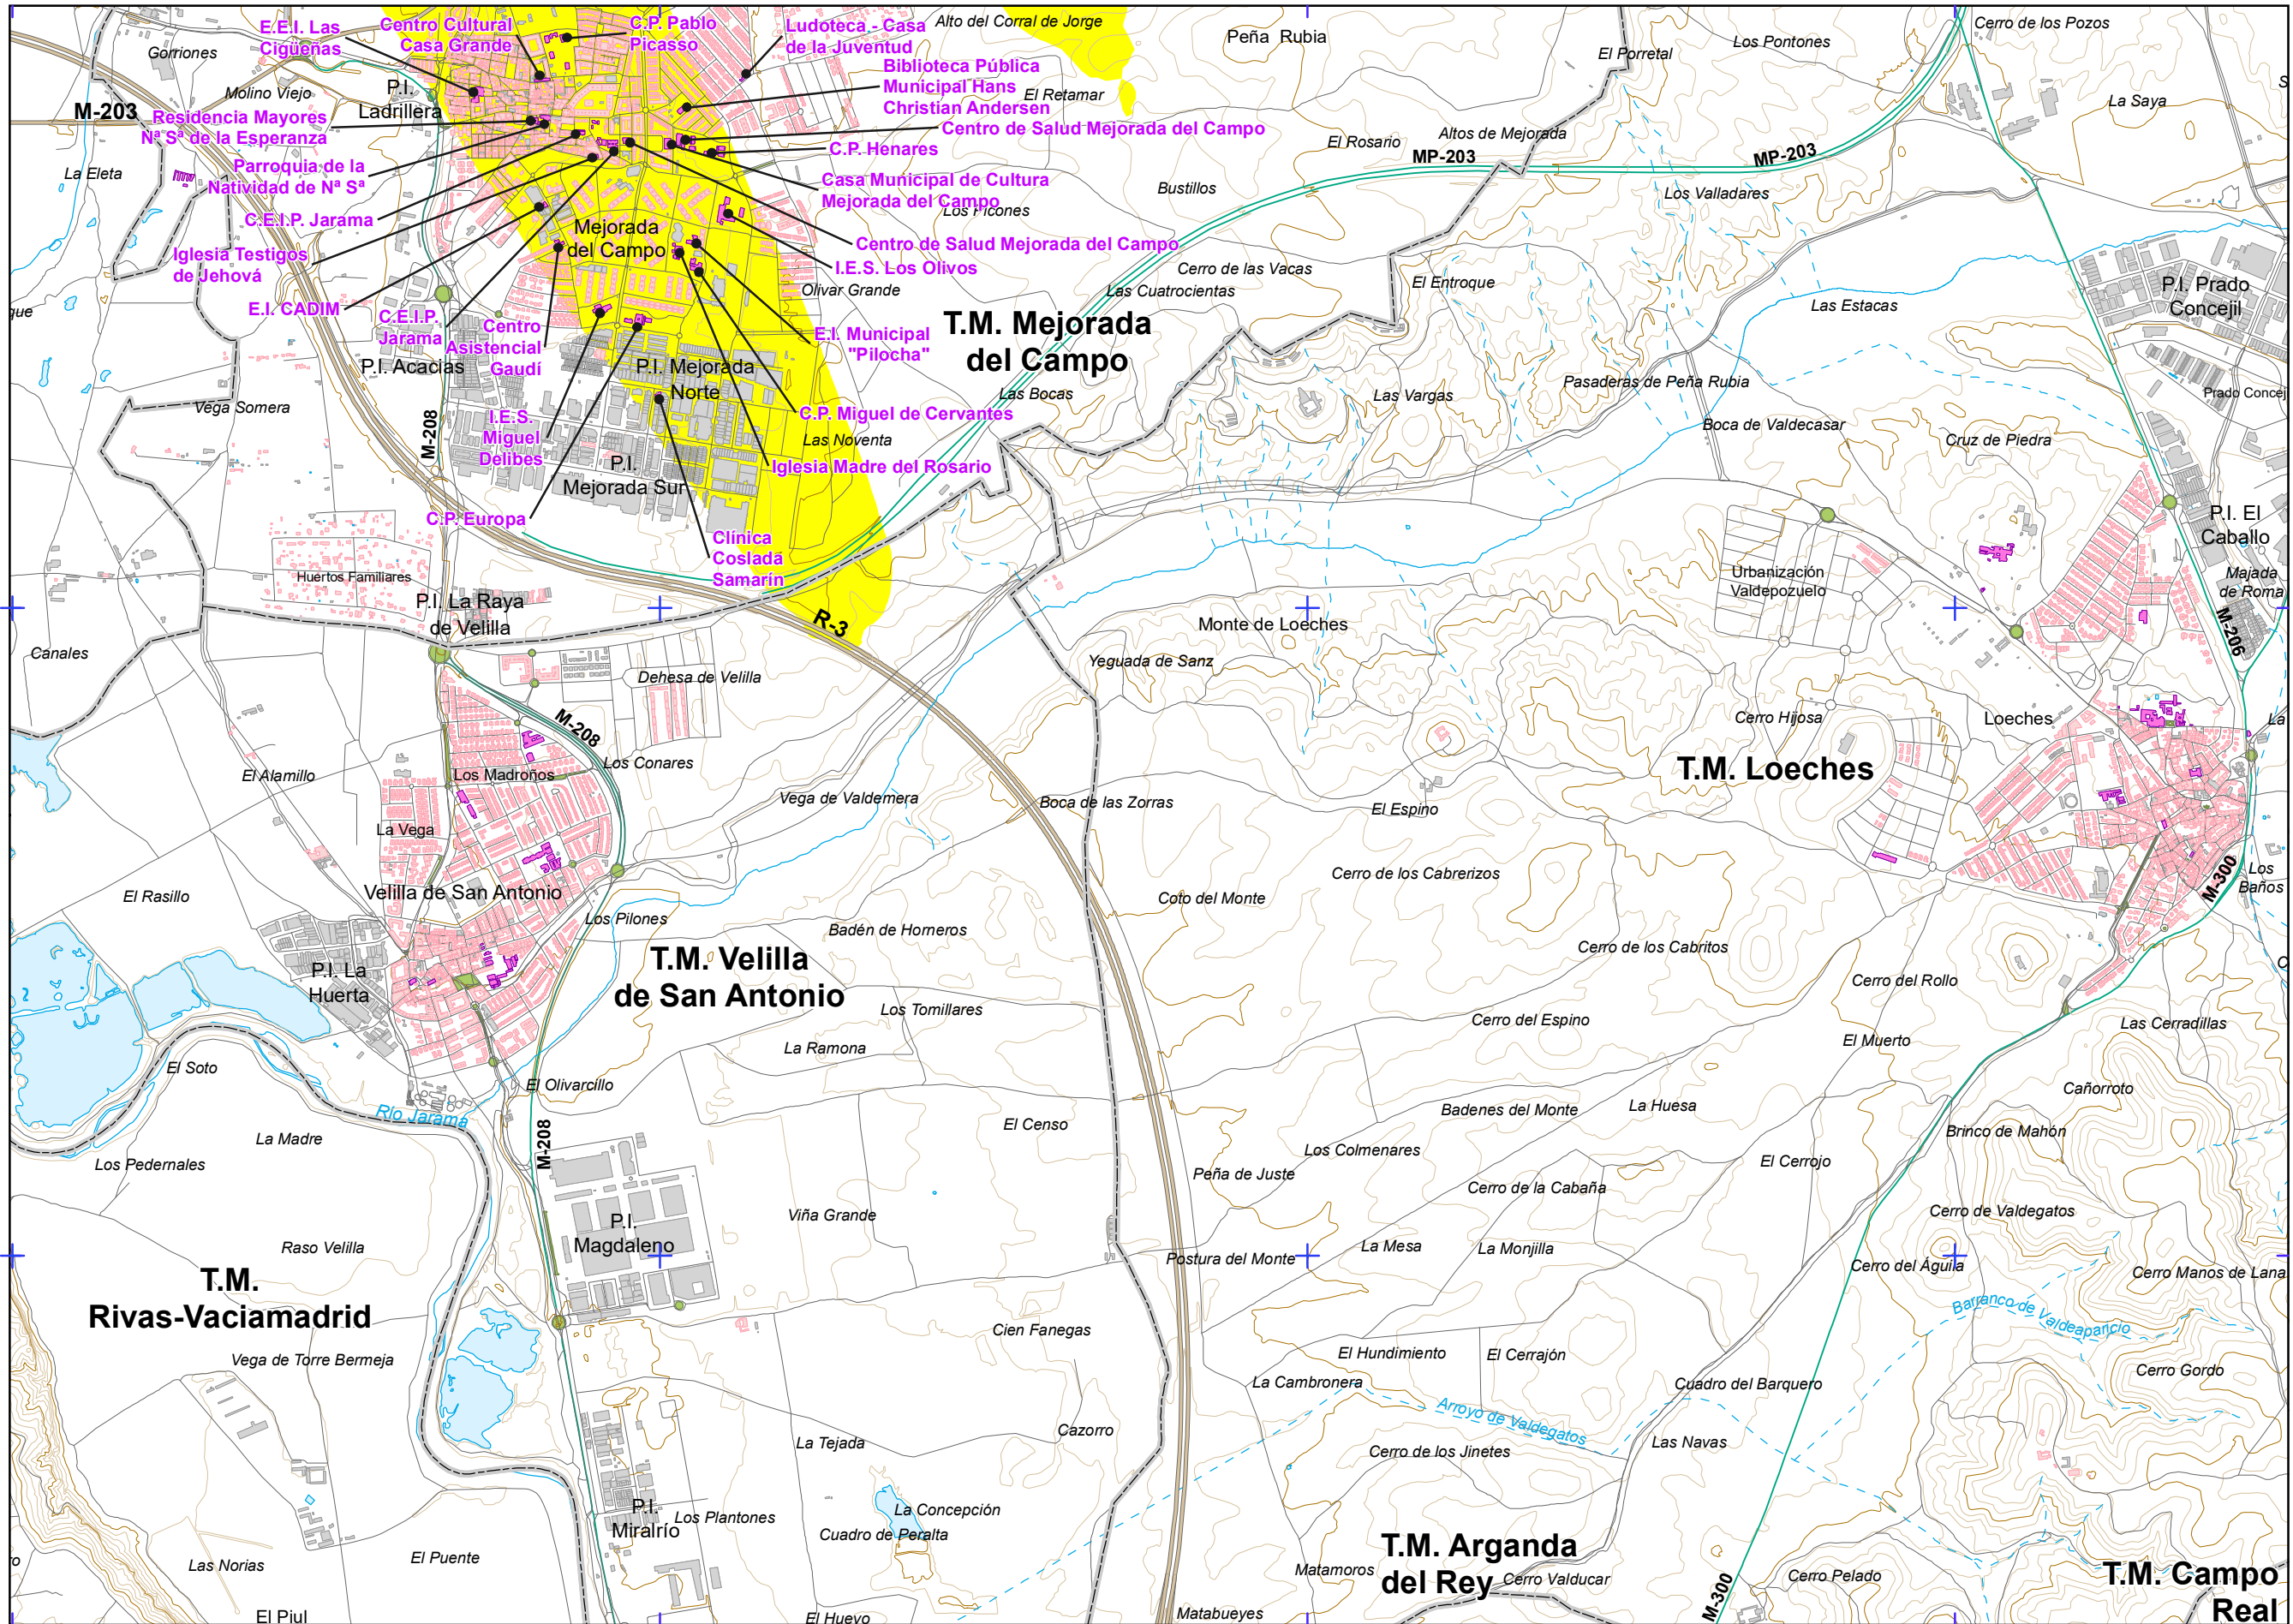 E.E.I. Las
Cigüeñas
Centro Cultural
Casa Grande
C.P. Pablo
Picasso
Ludoteca - Casa
de la Juventud
Alto del Corral de Jorge
Peña Rubia
El Porretal
Los Pontones
Cerro de los Pozos
Gorriones
Molino Viejo
P.I.
Ladrillera
M-203
Biblioteca Pública
Municipal Hans
Christian Andersen
El Retamar
La Saya
Residencia Mayores
Nª Sª de la Esperanza
Centro de Salud Mejorada del Campo
C.P. Henares
El Rosario
Altos de Mejorada
MP-203
MP-203
La Eleta
Parroquia de la
Natividad de Nª Sª
Casa Municipal de Cultura
Mejorada del Campo
Bustillos
Los Valladares
C.E.I.P. Jarama
Los Picones
Mejorada
del Campo
Centro de Salud Mejorada del Campo
Iglesia Testigos
de Jehová
I.E.S. Los Olivos
Cerro de las Vacas
El Entroque
Las Cuatrocientas
Olivar Grande
Las Estacas
P.I. Prado
Concejil
que
E.I. CADIM
C.E.I.P.
Jarama
Centro
Asistencial
Gaudí
E.I. Municipal
"Pilocha"
T.M. Mejorada
del Campo
P.I. Acacias
P.I. Mejorada
Norte
Pasaderas de Peña Rubia
Prado Concej
Las Bocas
Las Vargas
Vega Somera
M-208
I.E.S.
Miguel
Delibes
C.P. Miguel de Cervantes
Las Noventa
Boca de Valdecasar
Cruz de Piedra
P.I.
Mejorada Sur
Iglesia Madre del Rosario
C.P. Europa
Clínica
Coslada
Samarín
P.I. El
Caballo
Huertos Familiares
Urbanización
Valdepozuelo
Majada
de Roma
P.I. La Raya
de Velilla
R-3
Monte de Loeches
M-206
Canales
Yeguada de Sanz
Dehesa de Velilla
M-208
Cerro Hijosa
Loeches
La
El Alamillo
Los Madroños
Los Conares
T.M. Loeches
Vega de Valdemera
Boca de las Zorras
El Espino
La Vega
Cerro de los Cabrerizos
M-300
Los
Baños
El Rasillo
Velilla de San Antonio
Coto del Monte
Los Pilones
Badén de Horneros
Cerro de los Cabritos
T.M. Velilla
de San Antonio
P.I. La
Huerta
Cerro del Rollo
Los Tomillares
Cerro del Espino
Las Cerradillas
La Ramona
El Muerto
El Soto
El Olivarcillo
Cañorroto
Río Jarama
El Censo
Badenes del Monte
La Huesa
La Madre
M-208
Brinco de Mahón
Los Pedernales
Los Colmenares
El Cerrojo
Peña de Juste
Cerro de la Cabaña
Viña Grande
P.I.
Magdaleno
Cerro de Valdegatos
Raso Velilla
Postura del Monte
La Mesa
La Monjilla
Cerro del Águila
Cerro Manos de Lana
T.M.
Rivas-Vaciamadrid
Barranco de Valdeaparicio
Cien Fanegas
Vega de Torre Bermeja
El Hundimiento
El Cerrajón
Cerro Gordo
La Cambronera
Cuadro del Barquero
Arroyo de Valdegatos
Cazorro
La Tejada
Cerro de los Jinetes
Las Navas
P.I.
Miralrío
Los Plantones
La Concepción
Cuadro de Peralta
T.M. Arganda
del Rey
Las Norias
El Puente
Matamoros
Cerro Valducar
Cerro Pelado
T.M. Campo
Real
M-300
El Piul
El Huevo
Matabueyes